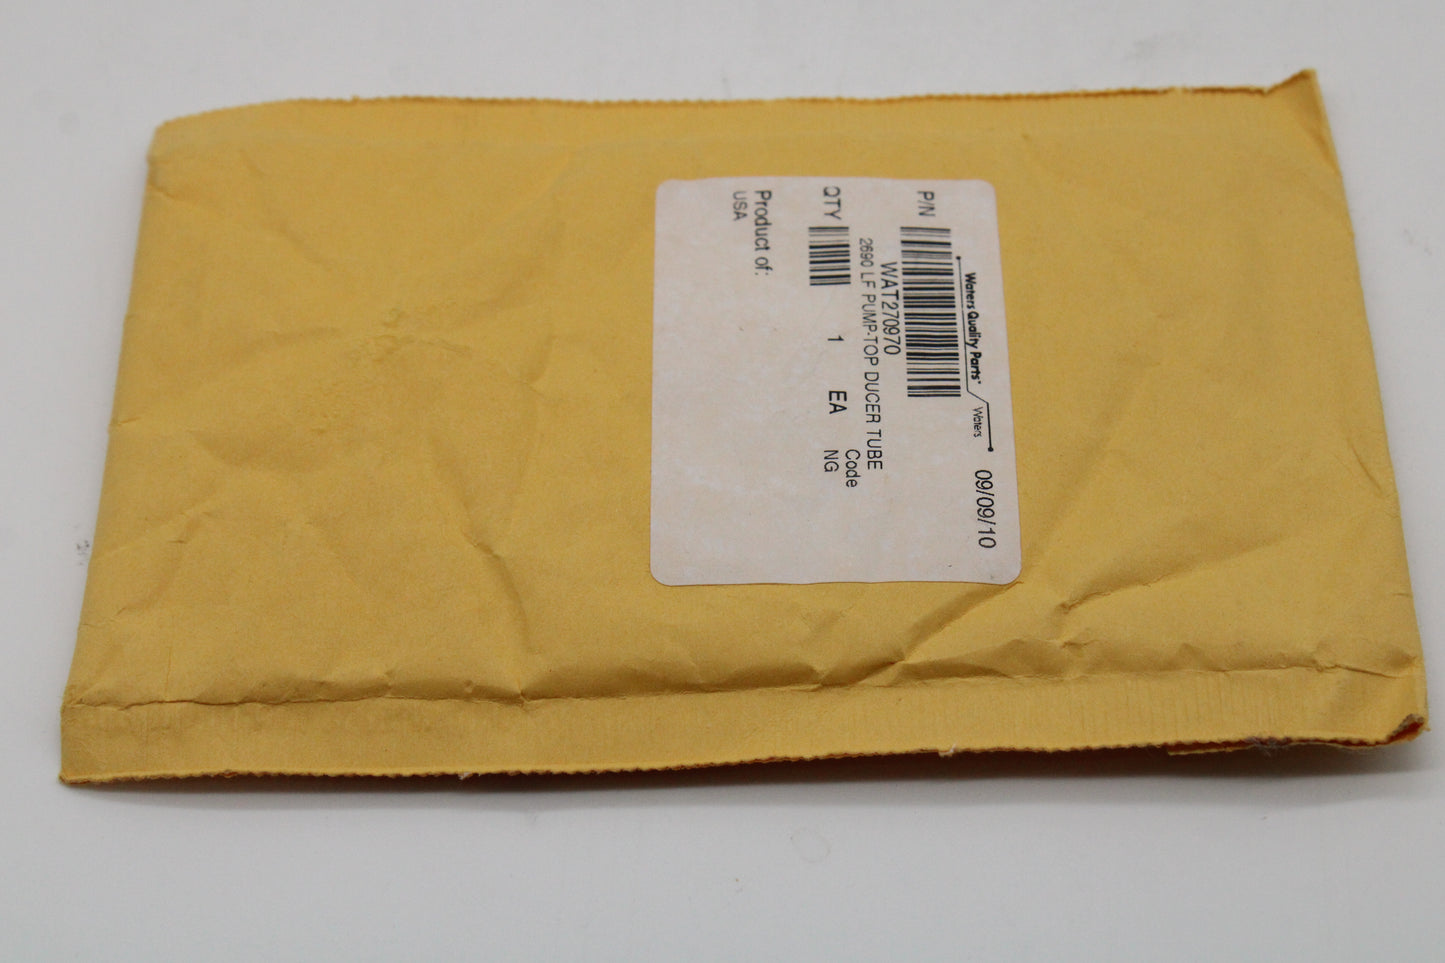 Waters Quality Parts™ Waters 09/09/10
P/N
WAT270970
2690 LF PUMP-TOP DUCER TUBE
Code
QTY 1 EA NG
Product of:
USA